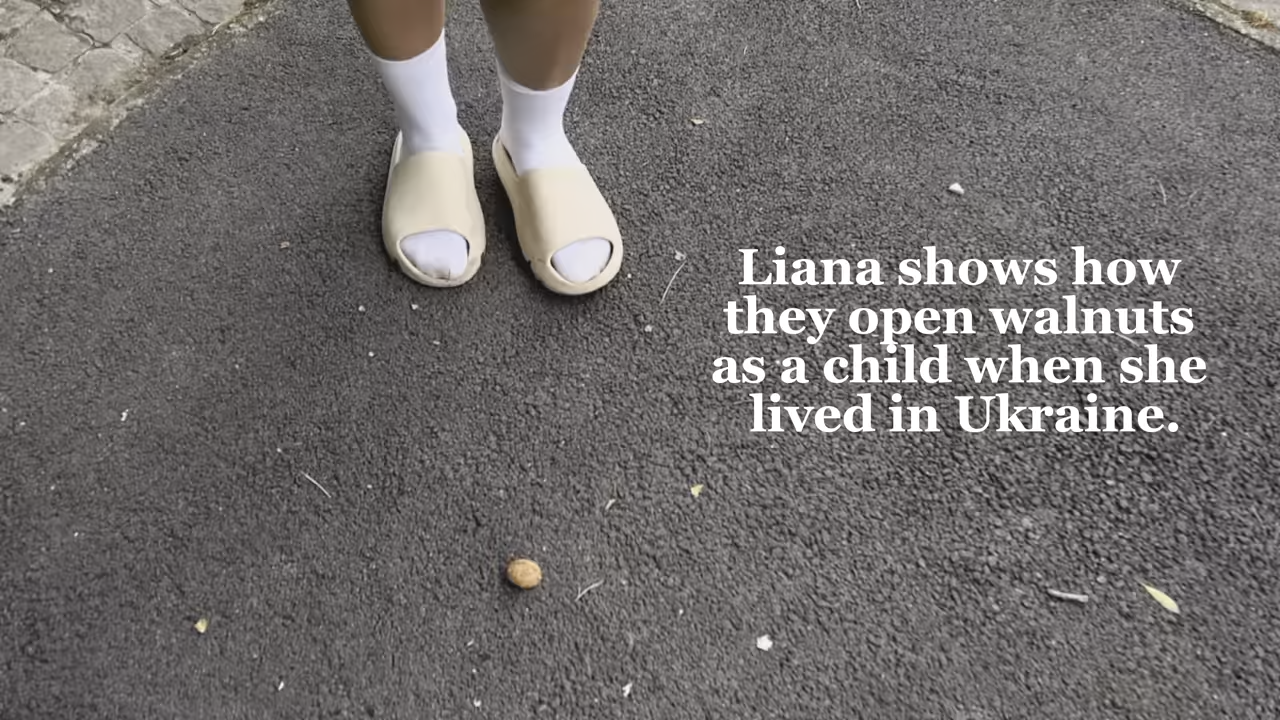 Liana shows how
they open walnuts
as a child when she
lived in Ukraine.